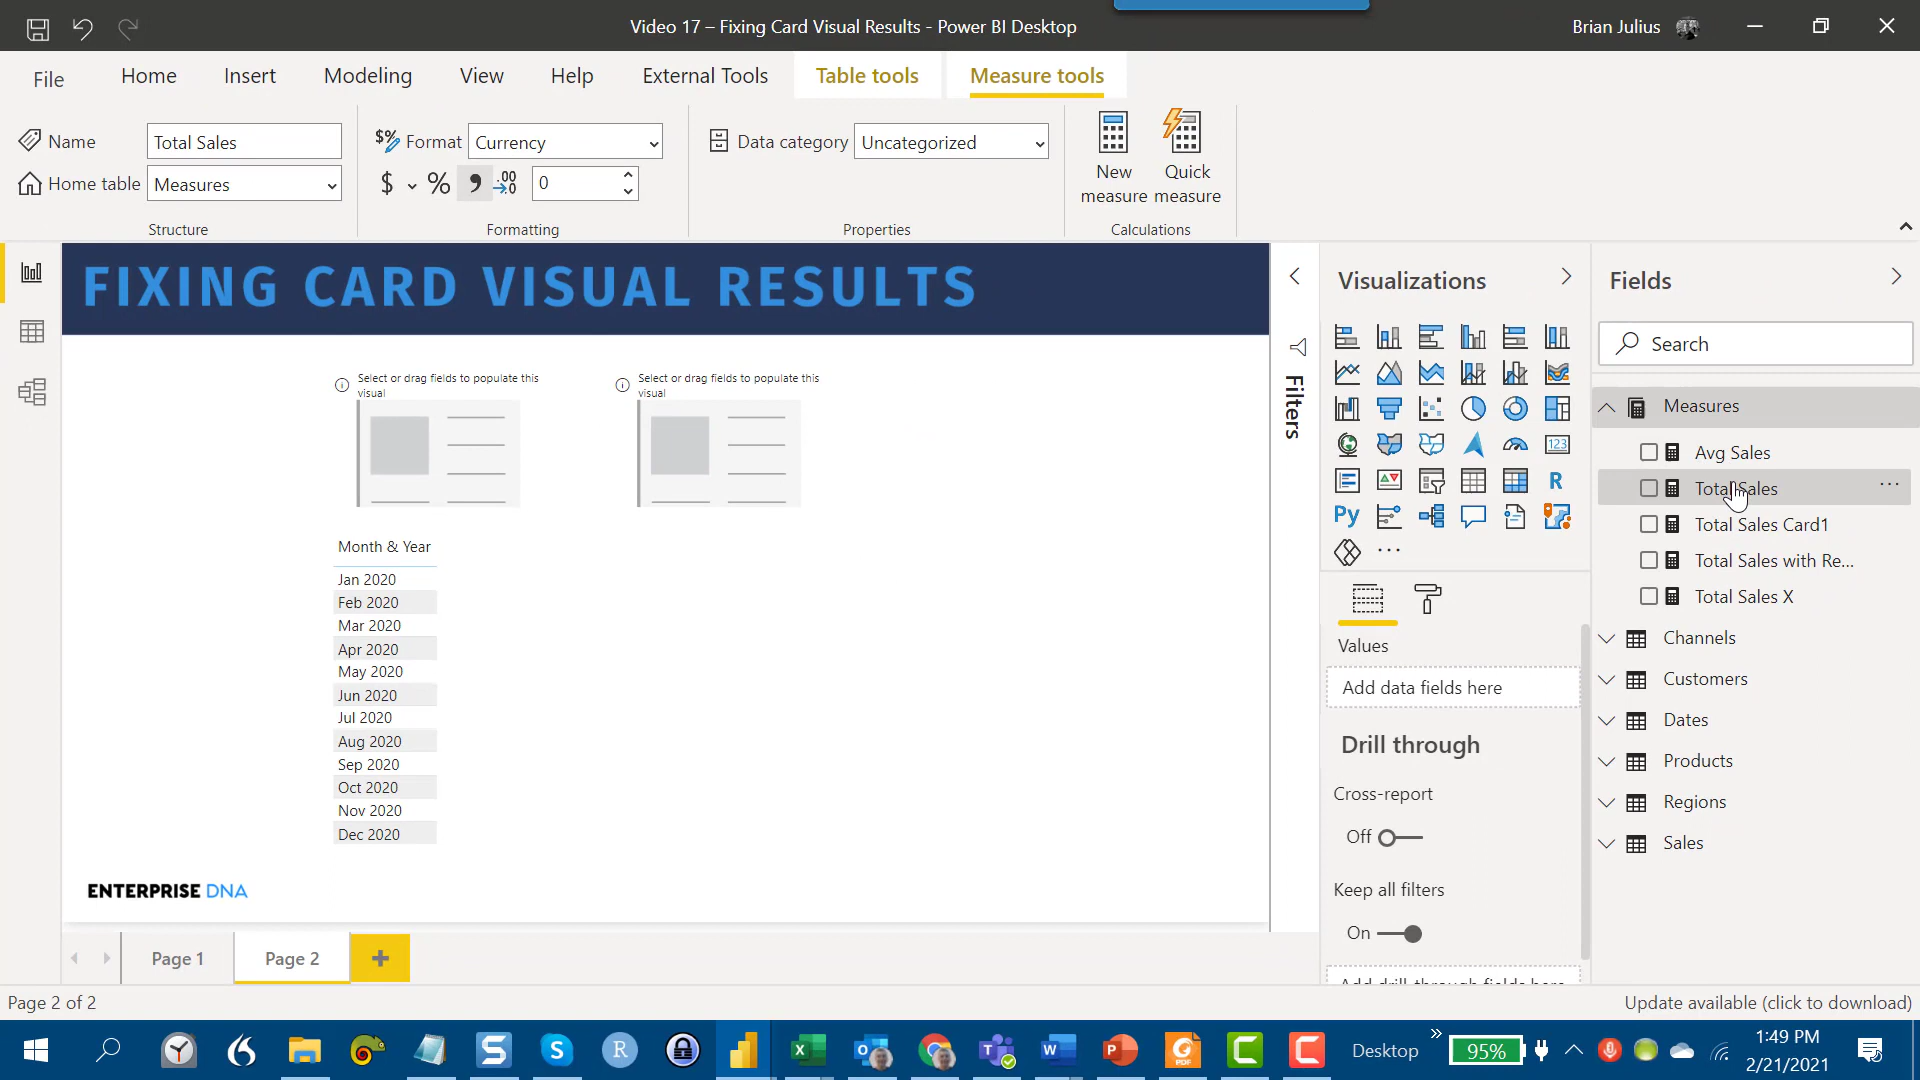 Video 17 – Fixing Card Visual Results - Power BI Desktop
Brian Julius
File
Home
Insert
Modeling
View
Help
External Tools
Table tools
Measure tools
Name
Total Sales
Home table
Measures
Structure
Format
Currency
$
%
,
.00
0
Formatting
Data category
Uncategorized
Properties
New
measure
Quick
measure
Calculations
FIXING CARD VISUAL RESULTS
Select or drag fields to populate this
visual
Select or drag fields to populate this
visual
Month & Year
Jan 2020
Feb 2020
Mar 2020
Apr 2020
May 2020
Jun 2020
Jul 2020
Aug 2020
Sep 2020
Oct 2020
Nov 2020
Dec 2020
ENTERPRISE DNA
Filters
Visualizations
123
R
Py
Values
Add data fields here
Drill through
Cross-report
Off
Keep all filters
On
Add drill-through fields here
Fields
Search
Measures
Avg Sales
Total Sales
Total Sales Card1
Total Sales with Re...
Total Sales X
Channels
Customers
Dates
Products
Regions
Sales
Page 1
Page 2
+
Page 2 of 2
Update available (click to download)
Desktop
95%
1:49 PM
2/21/2021